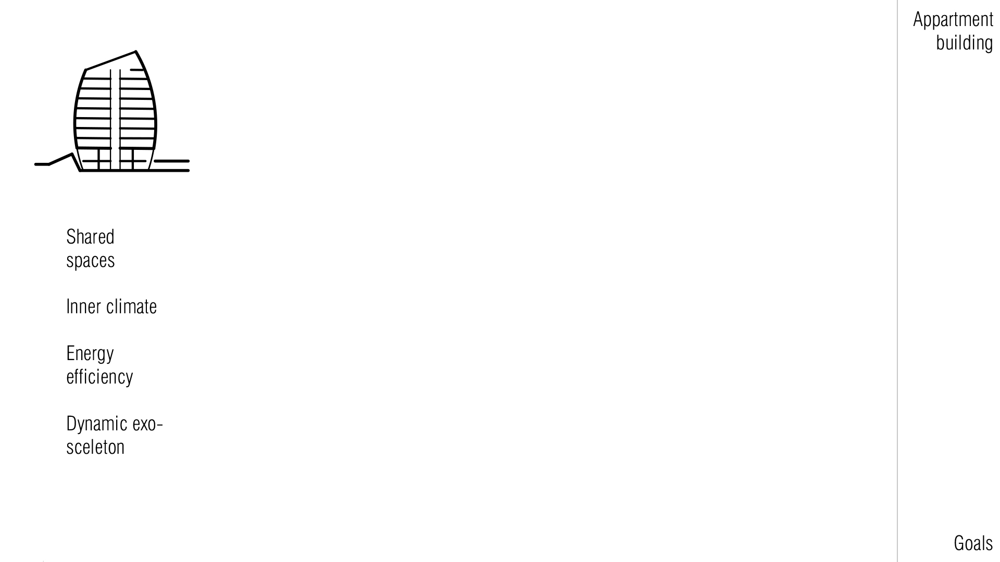 Appartment
building
Shared
spaces
Inner climate
Energy
efficiency
Dynamic exo-
sceleton
Goals